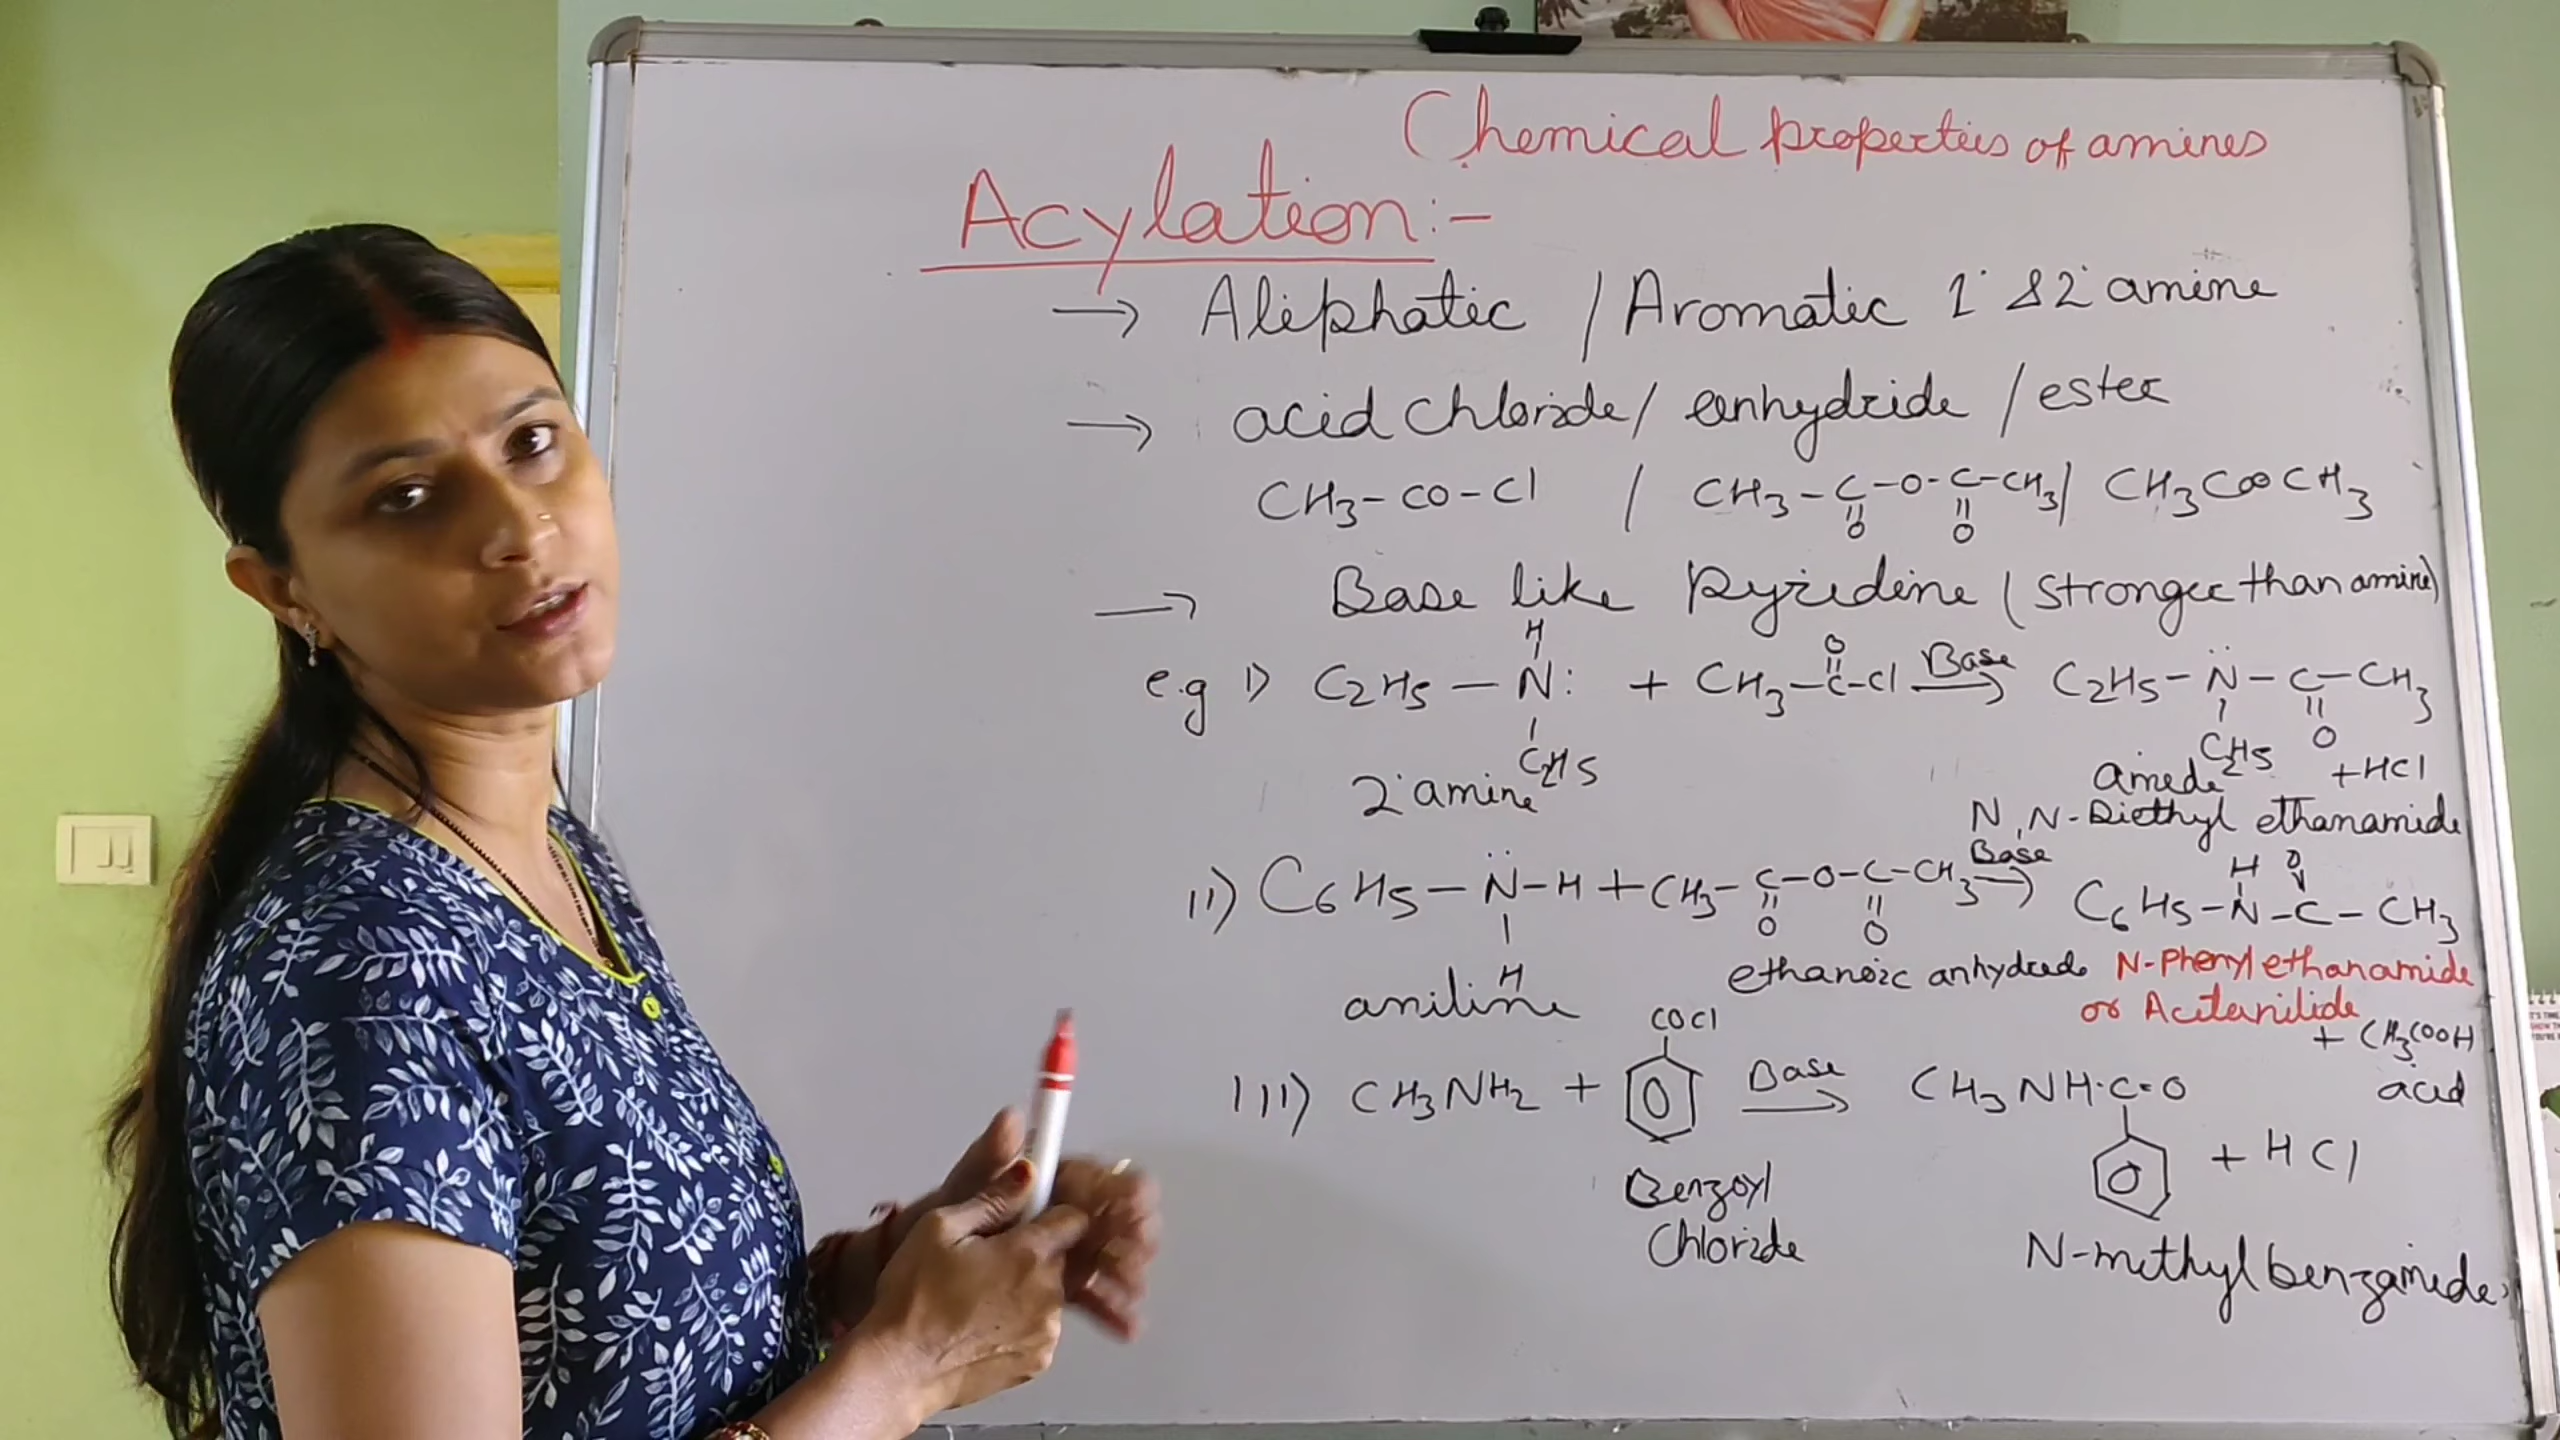 Chemical properties of amines
Acylation:-
→ Aliphatic / Aromatic 1° & 2° amine
→ acid chloride / anhydride / ester
CH3-CO-Cl / CH3-C-O-C-CH3 / CH3COOCH3
O O
→ Base like pyridine (stronger than amine)
H O
e.g 1) C2H5-N: + CH3-C-Cl Base → C2H5-N-C-CH3
C2H5 C2H5 O
2° amine amide +HCl
N,N-Diethyl ethanamide
H O
11) C6H5-N-H + CH3-C-O-C-CH3 Base → C6H5-N-C-CH3
H O O
aniline ethanoic anhydride N-Phenyl ethanamide
or Acetanilide
+ CH3COOH
acid
COCl
111) CH3NH2 + Base → CH3NH·C=O
+ HCl
Benzoyl
Chloride
N-methyl benzamide